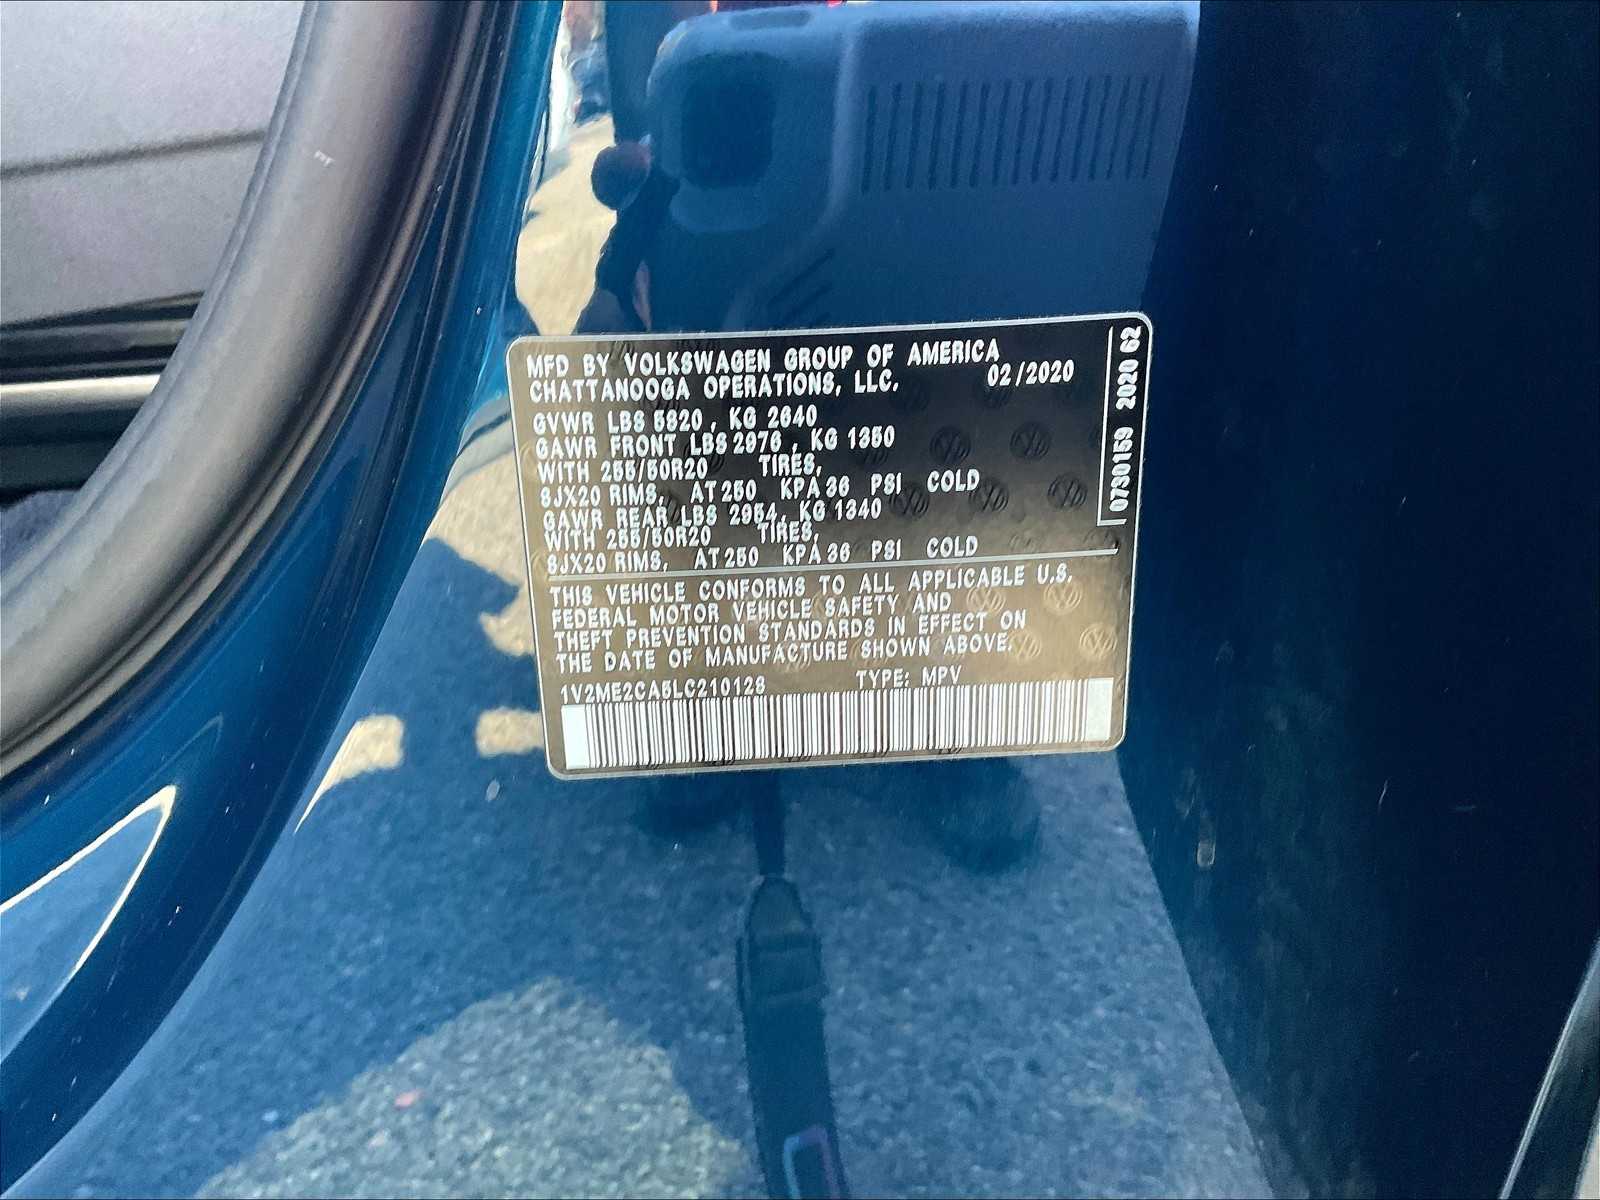 MFD BY VOLKSWAGEN GROUP OF AMERICA
CHATTANOOGA OPERATIONS, LLC. 02/2020
GVWR LBS 5820, KG 2640
GAWR FRONT LBS 2976, KG 1350
WITH 255/50R20 TIRES,
8JX20 RIMS, AT 250 KPA 36 PSI COLD
GAWR REAR LBS 2954, KG 1340
WITH 255/50R20 TIRES,
8JX20 RIMS, AT 250 KPA 36 PSI COLD
THIS VEHICLE CONFORMS TO ALL APPLICABLE U.S.
FEDERAL MOTOR VEHICLE SAFETY AND
THEFT PREVENTION STANDARDS IN EFFECT ON
THE DATE OF MANUFACTURE SHOWN ABOVE.
1V2ME2CA5LC210128 TYPE: MPV
0730159 2020 62